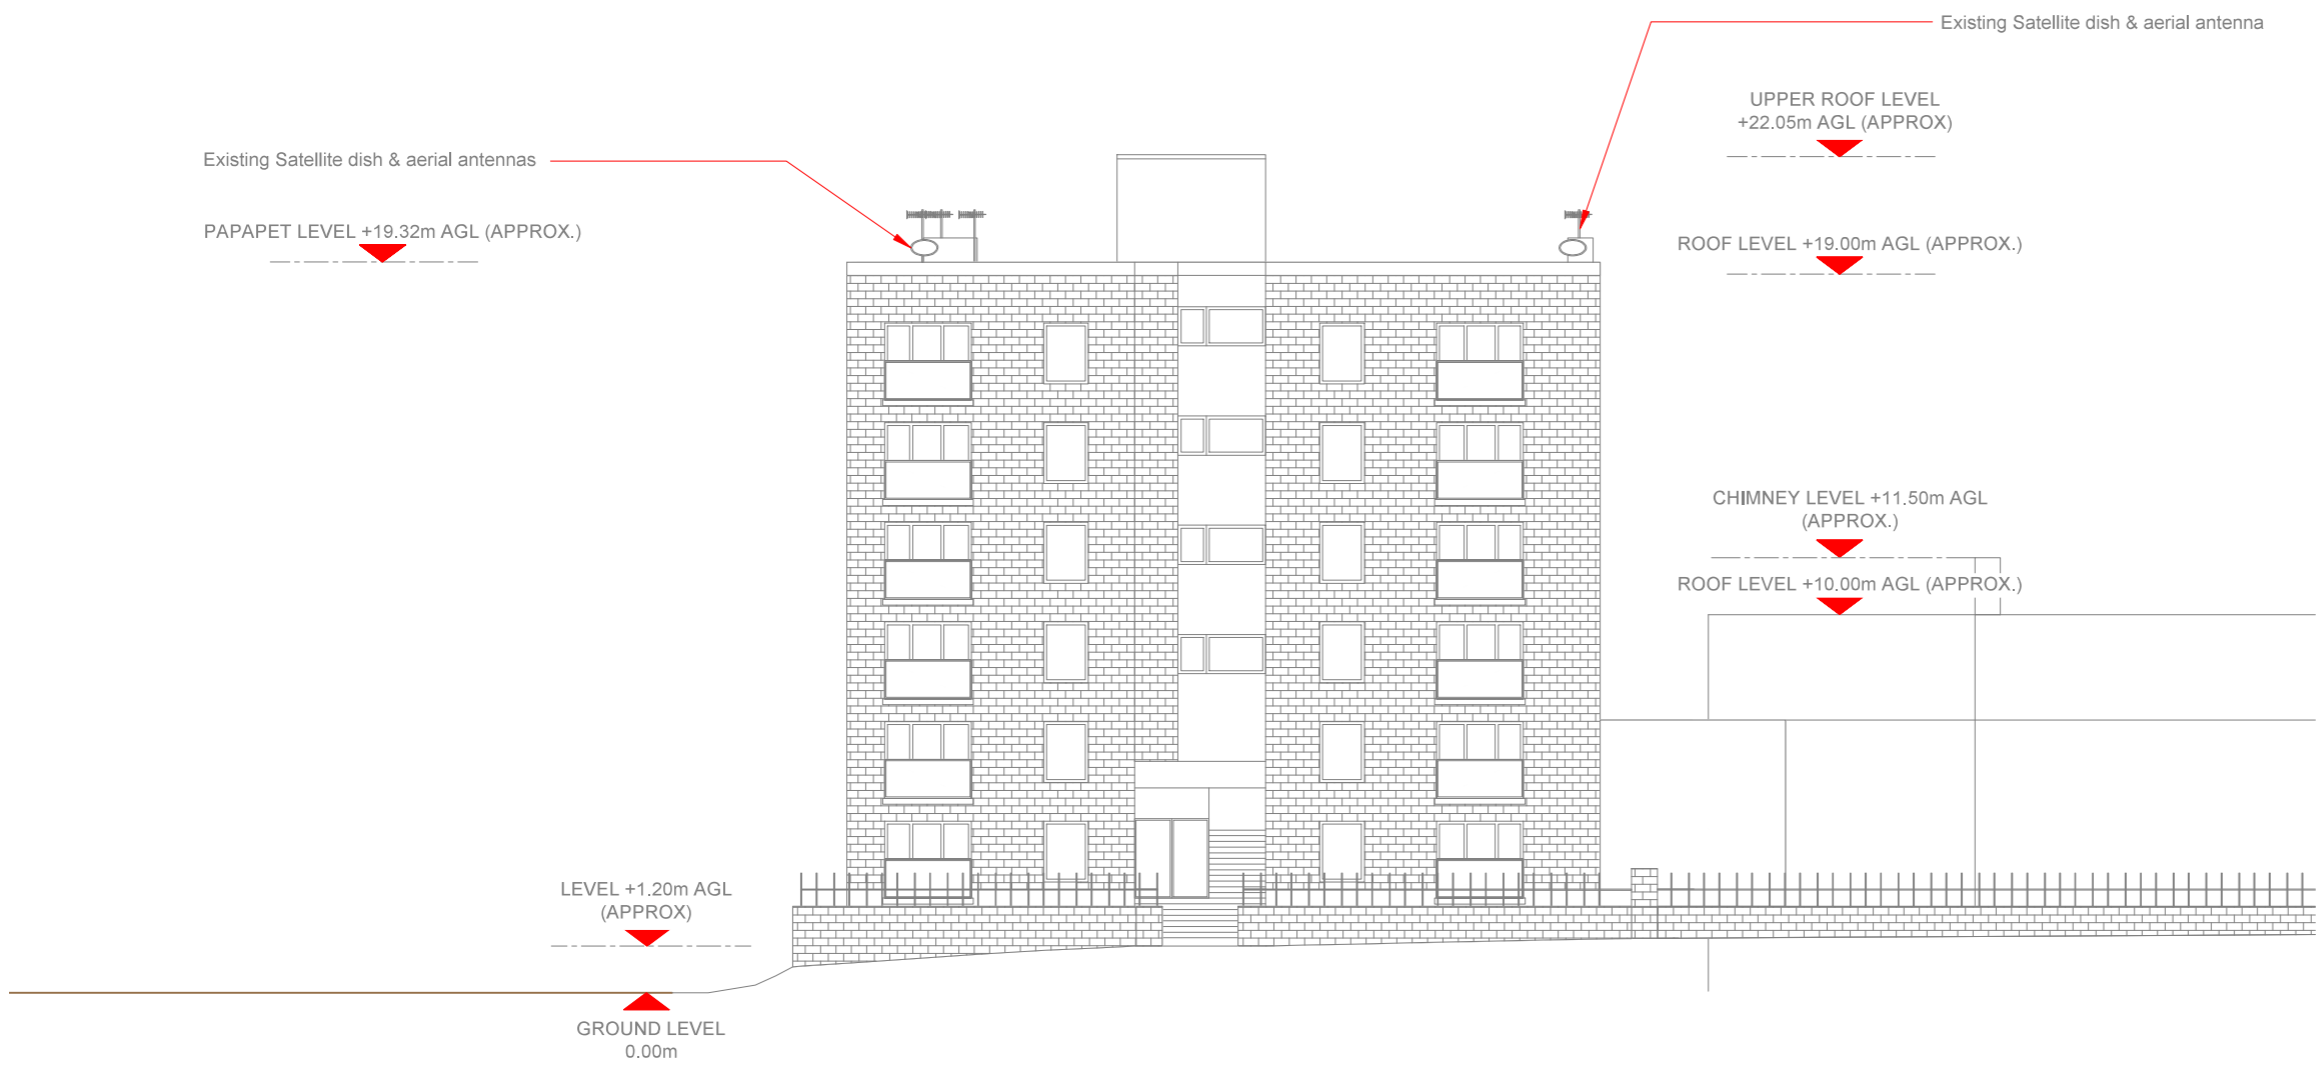 Existing Satellite dish & aerial antenna
UPPER ROOF LEVEL
+22.05m AGL (APPROX)
Existing Satellite dish & aerial antennas
PAPAPET LEVEL +19.32m AGL (APPROX.)
ROOF LEVEL +19.00m AGL (APPROX.)
CHIMNEY LEVEL +11.50m AGL
(APPROX.)
ROOF LEVEL +10.00m AGL (APPROX.)
LEVEL +1.20m AGL
(APPROX)
GROUND LEVEL
0.00m